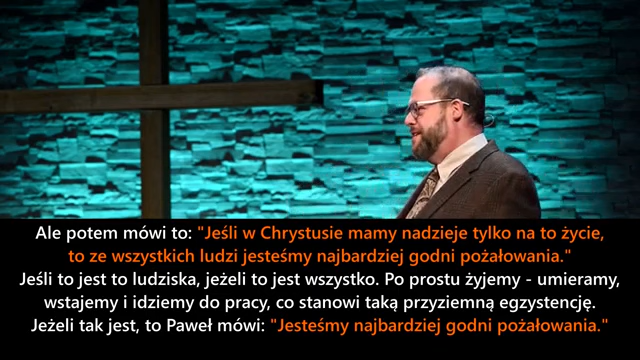 Ale potem mówi to: "Jeśli w Chrystusie mamy nadzieje tylko na to życie,
to ze wszystkich ludzi jesteśmy najbardziej godni pożałowania."
Jeśli to jest to ludziska, jeżeli to jest wszystko. Po prostu żyjemy - umieramy,
wstajemy i idziemy do pracy, co stanowi taką przyziemną egzystencję.
Jeżeli tak jest, to Paweł mówi: "Jesteśmy najbardziej godni pożałowania."